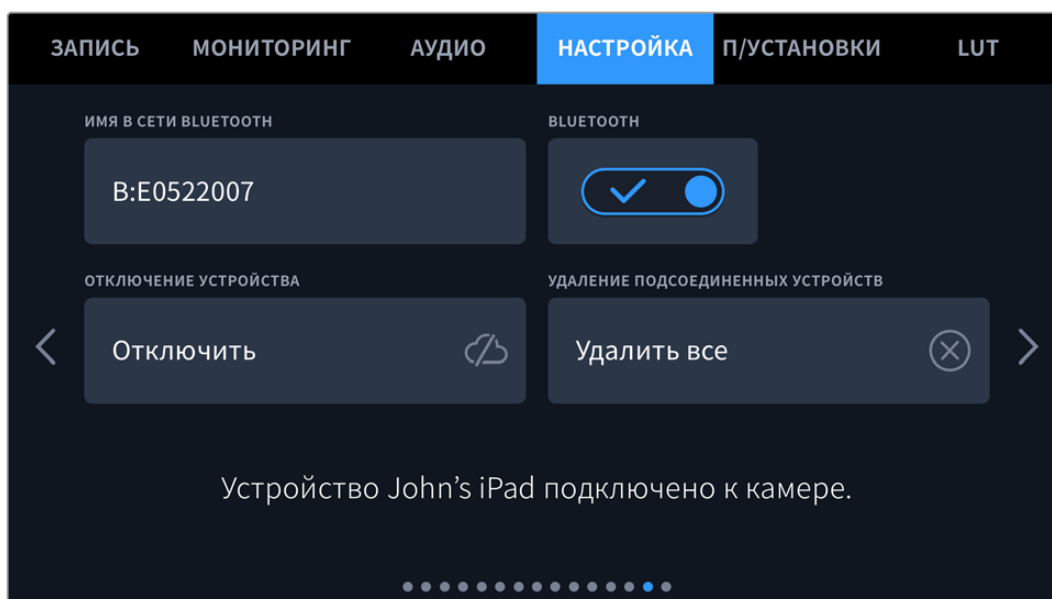 ЗАПИСЬ МОНИТОРИНГ АУДИО НАСТРОЙКА П/УСТАНОВКИ LUT
ИМЯ В СЕТИ BLUETOOTH BLUETOOTH
B:E0522007
ОТКЛЮЧЕНИЕ УСТРОЙСТВА УДАЛЕНИЕ ПОДСОЕДИНЕННЫХ УСТРОЙСТВ
Отключить Удалить все
Устройство John’s iPad подключено к камере.